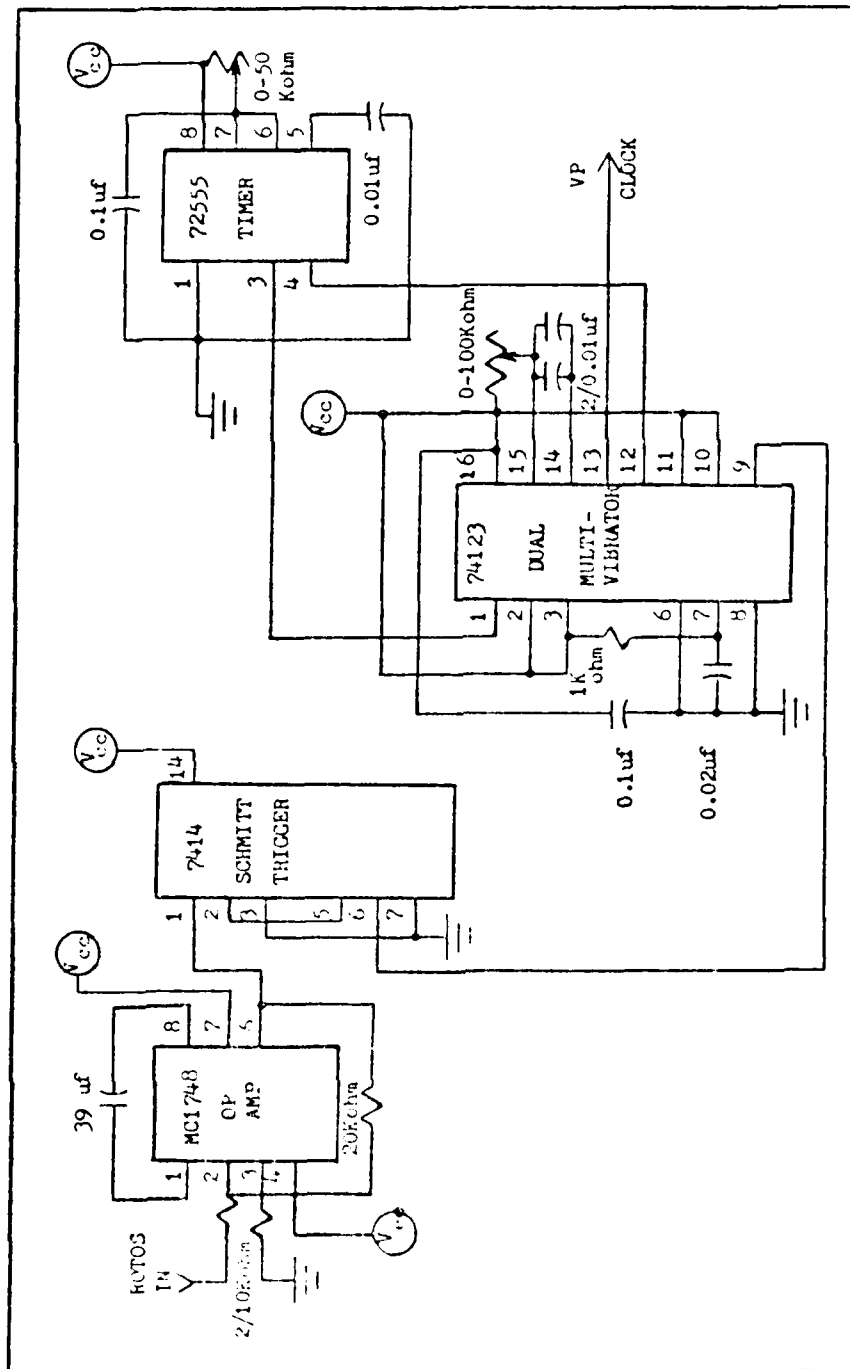 ROTOS
IN
2/10Kohm
39 uf
1
2
3
4
MC1748
OP
AMP
8
7
Vcc
20Kohm
1
2
3
5
6
7
7414
SCHMITT
TRIGGER
14
Vcc
0.1uf
0.02uf
1K
ohm
1
2
3
6
7
8
74123
DUAL
MULTI-
VIBRATOR
16
15
14
13
12
11
10
9
Vcc
0-100Kohm
2/0.01uf
VP
CLOCK
0.1uf
1
3
4
72555
TIMER
8
7
6
5
Vcc
0-50
Kohm
0.01uf